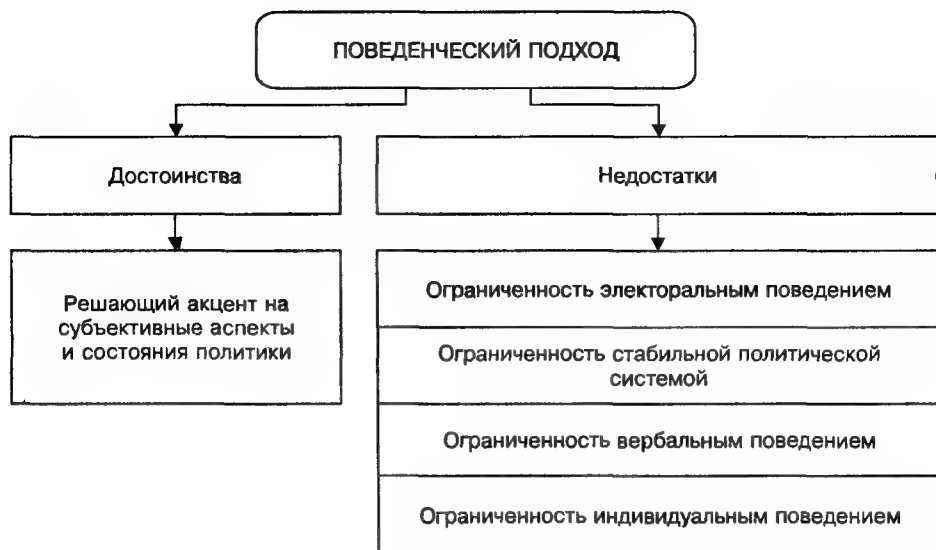 ПОВЕДЕНЧЕСКИЙ ПОДХОД
Достоинства
Недостатки
Решающий акцент на
субъективные аспекты
и состояния политики
Ограниченность электоральным поведением
Ограниченность стабильной политической
системой
Ограниченность вербальным поведением
Ограниченность индивидуальным поведением